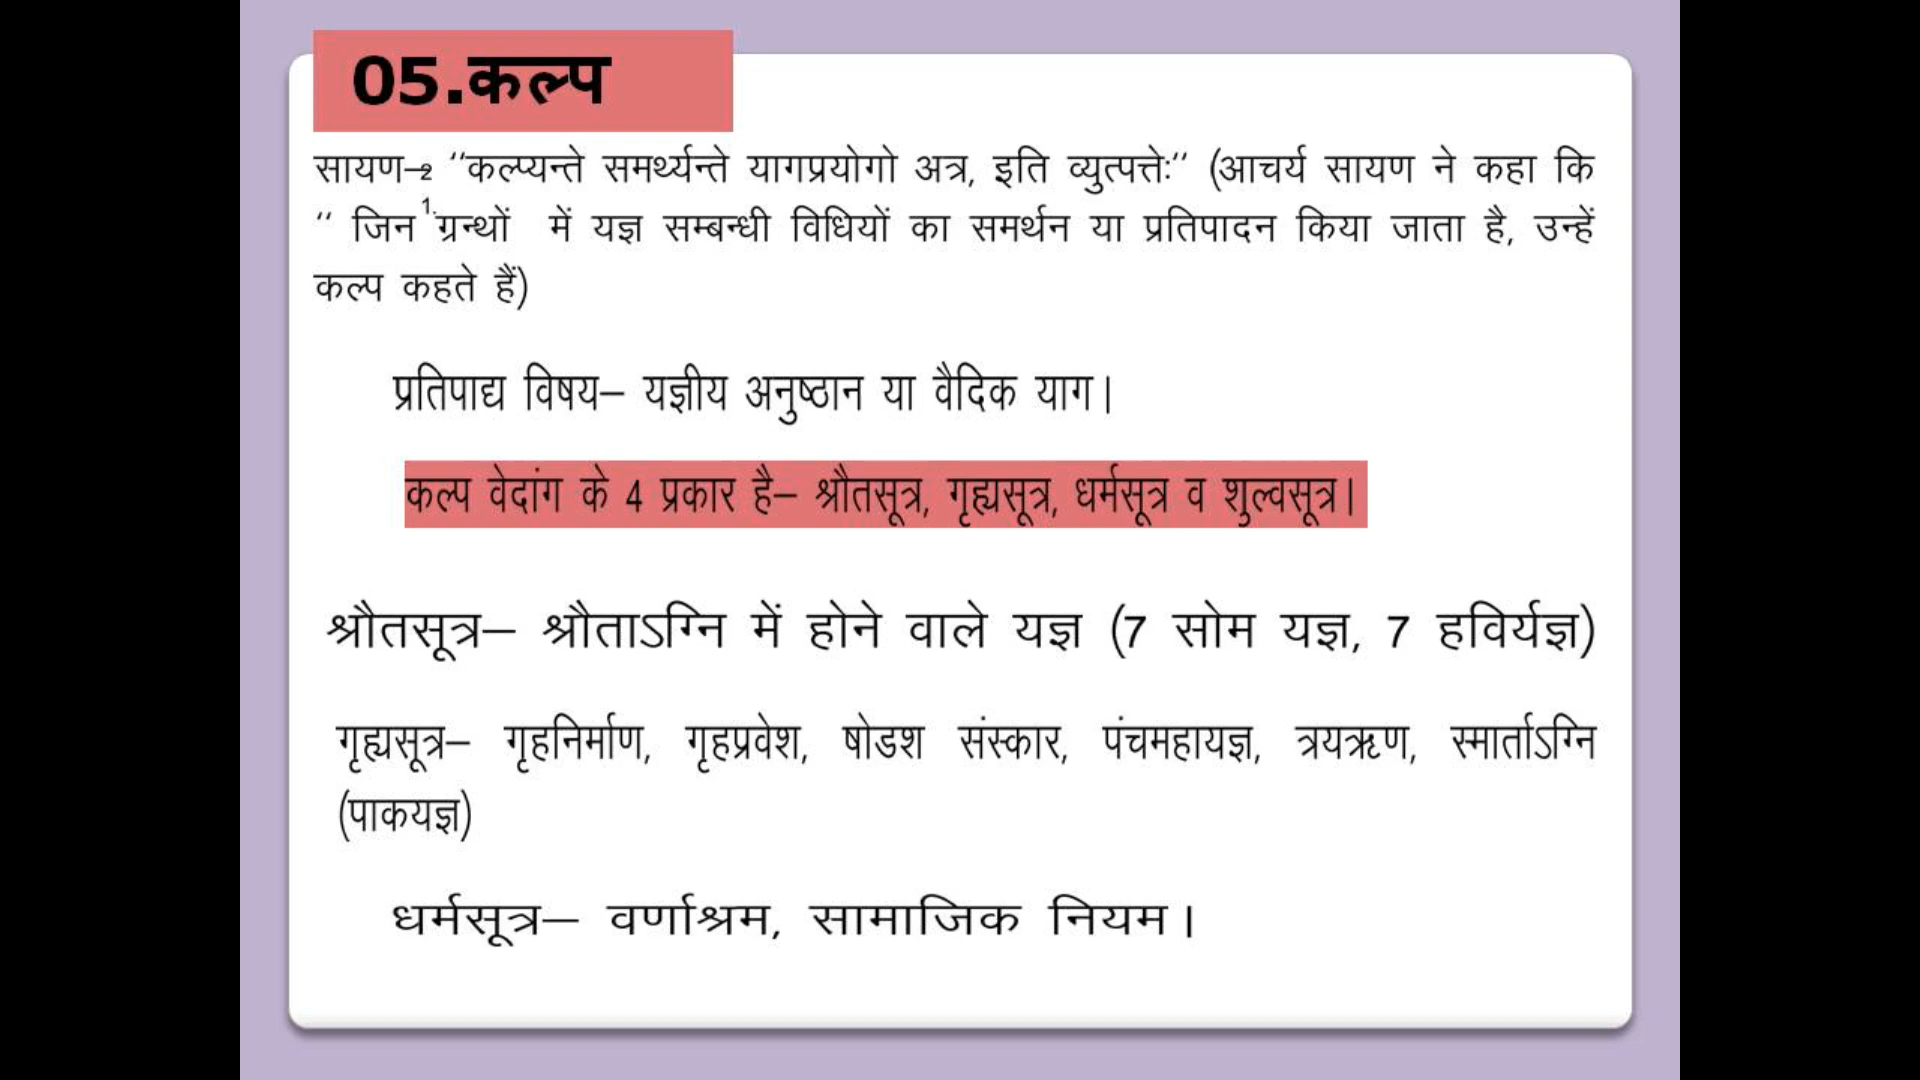 05.कल्प
सायण–2 ‘‘कल्प्यन्ते समर्थ्यन्ते यागप्रयोगो अत्र, इति व्युत्पत्तेः’’ (आचर्य सायण ने कहा कि
‘‘ जिन 1. ग्रन्थों में यज्ञ सम्बन्धी विधियों का समर्थन या प्रतिपादन किया जाता है, उन्हें
कल्प कहते हैं)
प्रतिपाद्य विषय– यज्ञीय अनुष्ठान या वैदिक याग।
कल्प वेदांग के 4 प्रकार है– श्रौतसूत्र, गृह्यसूत्र, धर्मसूत्र व शुल्वसूत्र।
श्रौतसूत्र– श्रौताऽग्नि में होने वाले यज्ञ (7 सोम यज्ञ, 7 हविर्यज्ञ)
गृह्यसूत्र– गृहनिर्माण, गृहप्रवेश, षोडश संस्कार, पंचमहायज्ञ, त्रयऋण, स्मार्ताऽग्नि
(पाकयज्ञ)
धर्मसूत्र– वर्णाश्रम, सामाजिक नियम।